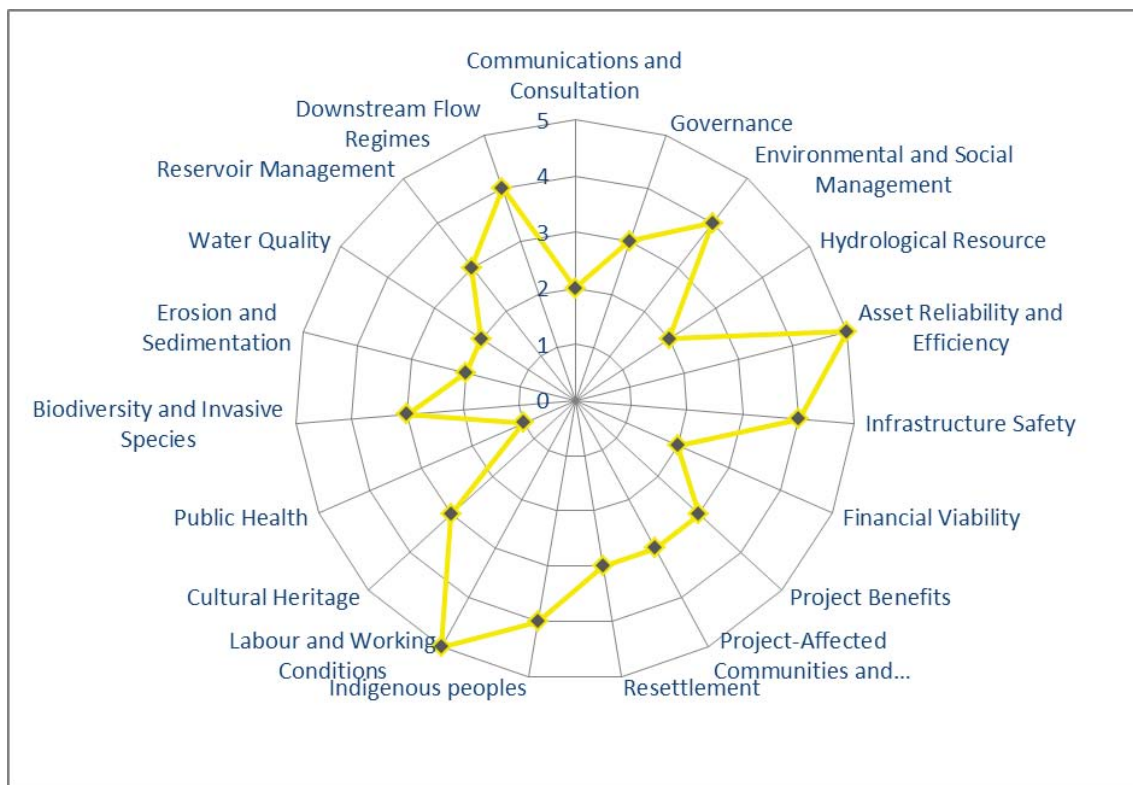 Communications and
Consultation
Governance
Environmental and Social
Management
Hydrological Resource
Asset Reliability and
Efficiency
Infrastructure Safety
Financial Viability
Project Benefits
Project-Affected
Communities and...
Resettlement
Indigenous peoples
Labour and Working
Conditions
Cultural Heritage
Public Health
Biodiversity and Invasive
Species
Erosion and
Sedimentation
Water Quality
Reservoir Management
Downstream Flow
Regimes
5
4
3
2
1
0